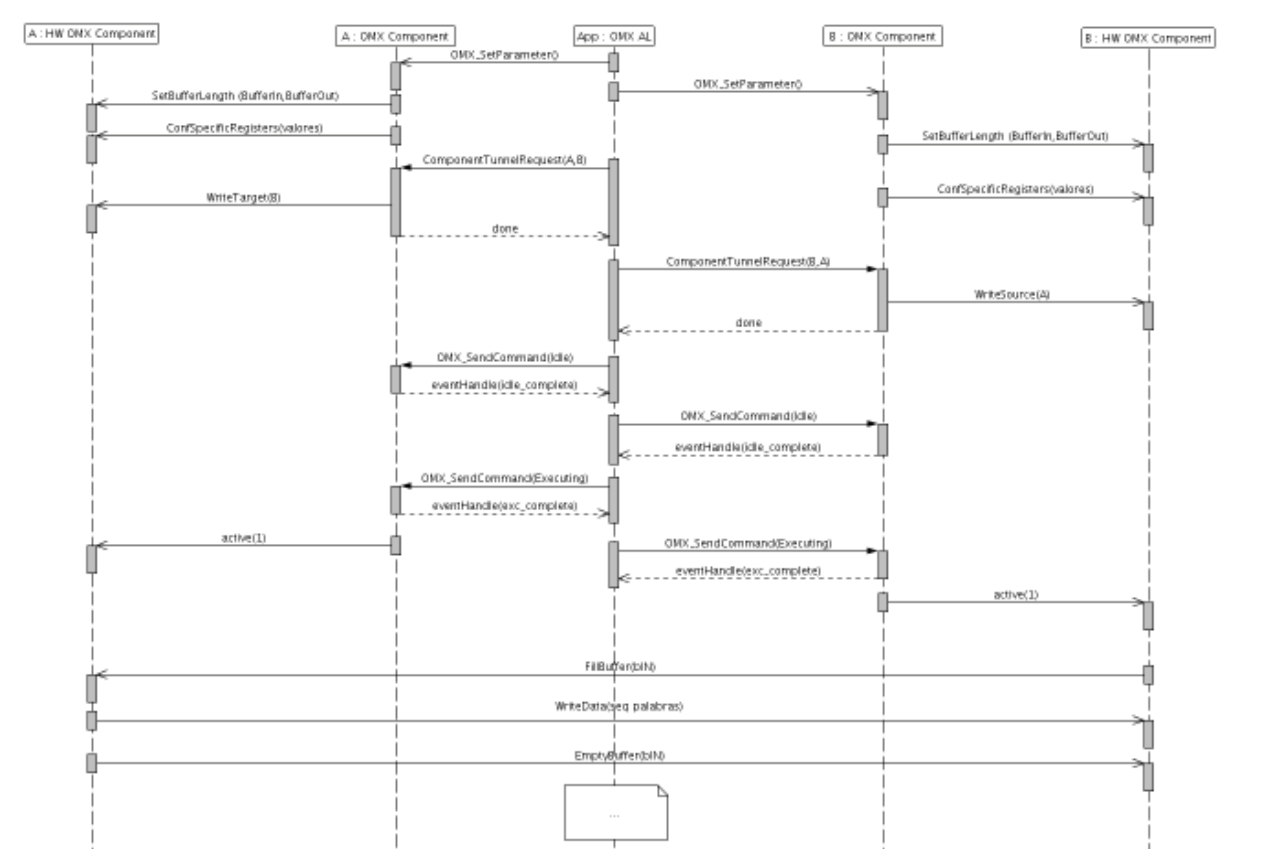 A : HW OMX Component
A : OMX Component
App : OMX AL
B : OMX Component
B : HW OMX Component
OMX_SetParameter()
OMX_SetParameter()
SetBufferLength (BufferIn,BufferOut)
ConfSpecificRegisters(valores)
SetBufferLength (BufferIn,BufferOut)
ComponentTunnelRequest(A,B)
ConfSpecificRegisters(valores)
WriteTarget(B)
done
ComponentTunnelRequest(B,A)
WriteSource(A)
done
OMX_SendCommand(Idle)
eventHandle(idle_complete)
OMX_SendCommand(Idle)
eventHandle(idle_complete)
OMX_SendCommand(Executing)
eventHandle(exc_complete)
active(1)
OMX_SendCommand(Executing)
eventHandle(exc_complete)
active(1)
FillBuffer(bIN)
WriteData(seq palabras)
EmptyBuffer(bIN)
...